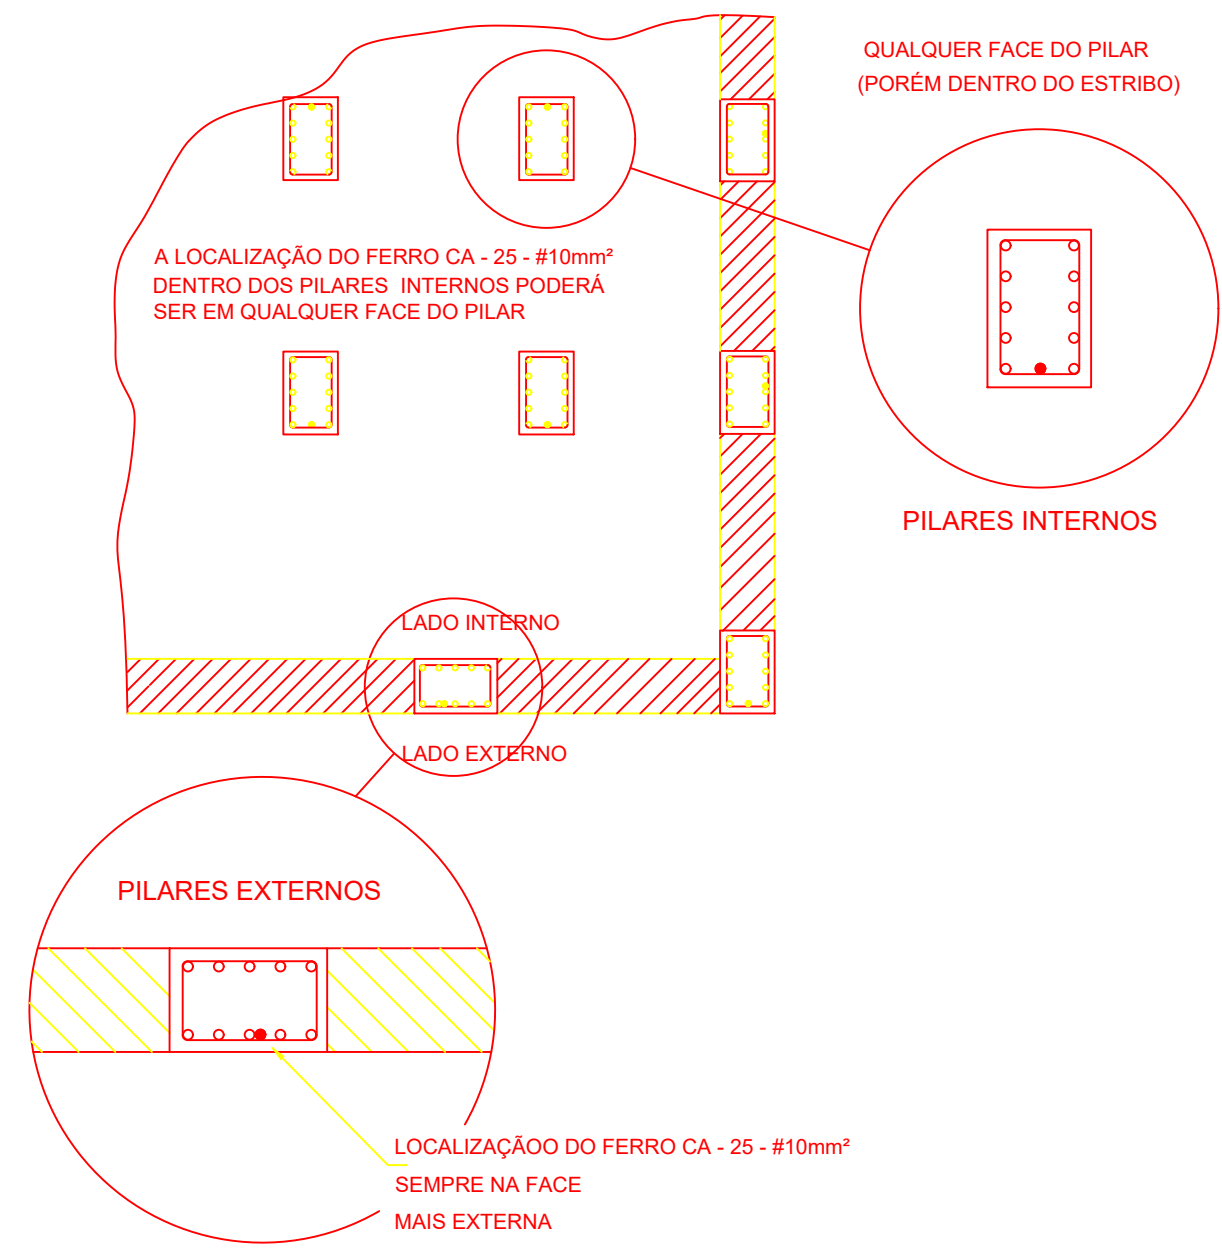 QUALQUER FACE DO PILAR
(PORÉM DENTRO DO ESTRIBO)
A LOCALIZAÇÃO DO FERRO CA - 25 - #10mm²
DENTRO DOS PILARES INTERNOS PODERÁ
SER EM QUALQUER FACE DO PILAR
PILARES INTERNOS
LADO INTERNO
LADO EXTERNO
PILARES EXTERNOS
LOCALIZAÇÃOO DO FERRO CA - 25 - #10mm²
SEMPRE NA FACE
MAIS EXTERNA